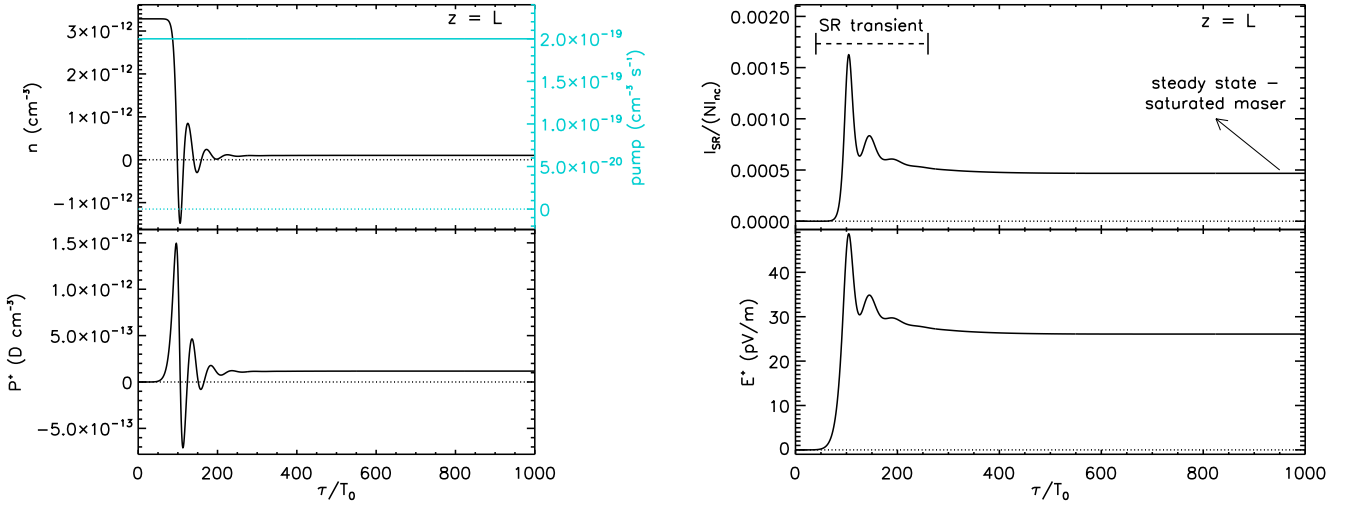 z = L
3×10⁻¹²
2×10⁻¹²
1×10⁻¹²
0
−1×10⁻¹²
n (cm⁻³)
2.0×10⁻¹⁹
1.5×10⁻¹⁹
1.0×10⁻¹⁹
5.0×10⁻²⁰
0
pump (cm⁻³ s⁻¹)
1.5×10⁻¹²
1.0×10⁻¹²
5.0×10⁻¹³
0
−5.0×10⁻¹³
P⁺ (D cm⁻³)
0 200 400 600 800 1000
τ/T₀
z = L
SR transient
steady state −
saturated maser
0.0020
0.0015
0.0010
0.0005
0.0000
I_SR/(NI_nc)
40
30
20
10
0
E⁺ (pV/m)
0 200 400 600 800 1000
τ/T₀